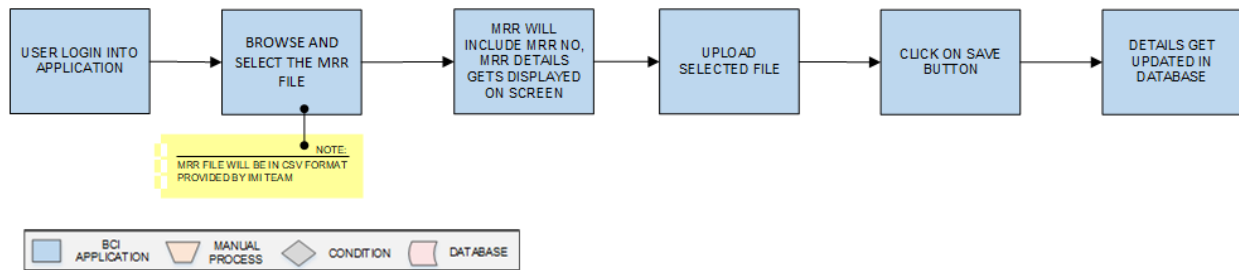 USER LOGIN INTO
APPLICATION
BROWSE AND
SELECT THE MRR
FILE
MRR WILL
INCLUDE MRR NO,
MRR DETAILS
GETS DISPLAYED
ON SCREEN
UPLOAD
SELECTED FILE
CLICK ON SAVE
BUTTON
DETAILS GET
UPDATED IN
DATABASE
NOTE:
MRR FILE WILL BE IN CSV FORMAT
PROVIDED BY IMI TEAM
BCI
APPLICATION
MANUAL
PROCESS
CONDITION
DATABASE